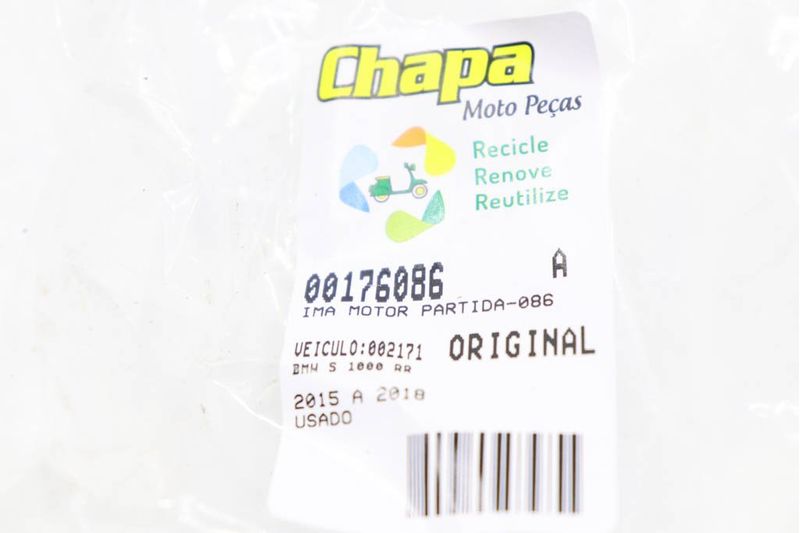 Chapa
Moto Peças
Recicle
Renove
Reutilize
00176086 A
IMA MOTOR PARTIDA-086
VEICULO:002171 ORIGINAL
BMW S 1000 RR
2015 A 2018
USADO